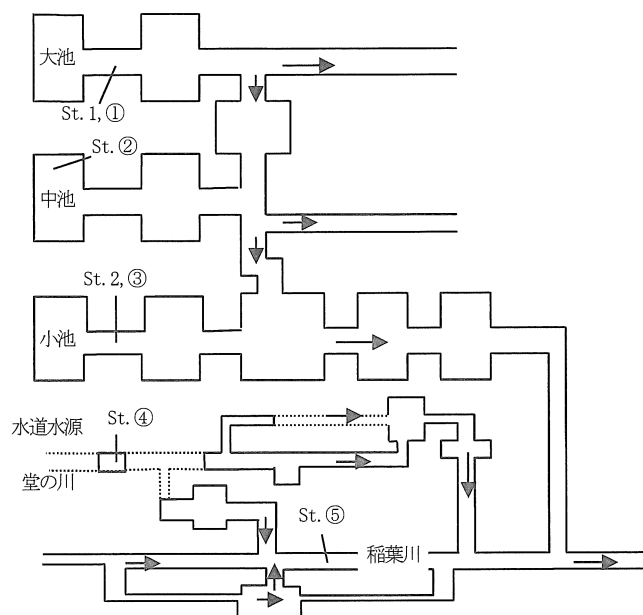 大池
St. 1, ①
St. ②
中池
St. 2, ③
小池
水道水源
St. ④
堂の川
St. ⑤
稲葉川